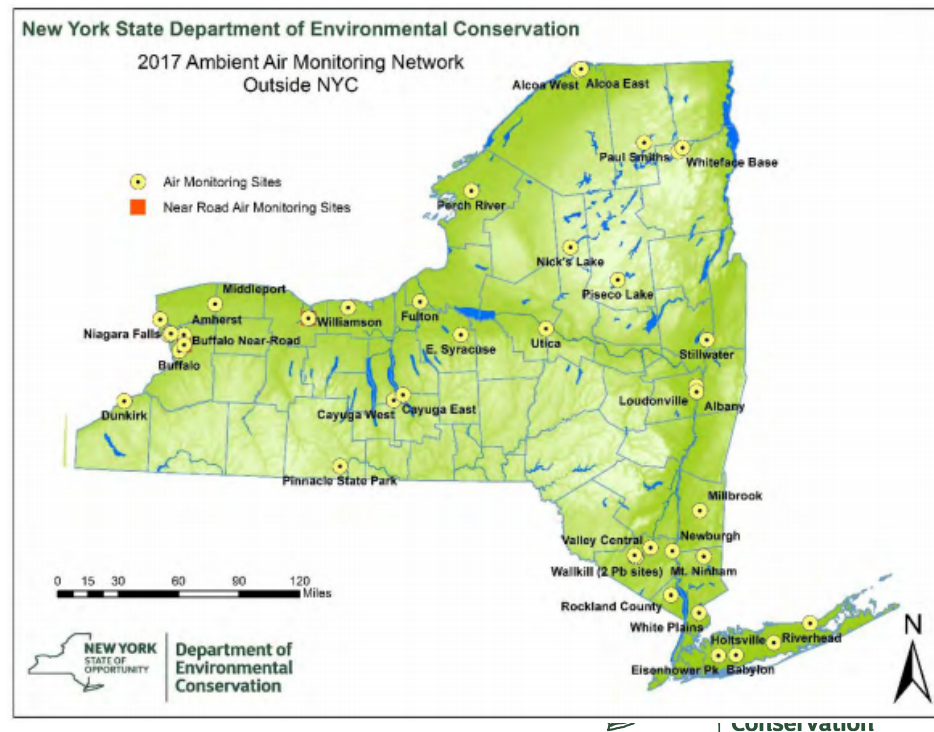 New York State Department of Environmental Conservation
2017 Ambient Air Monitoring Network
Outside NYC
Alcoa West
Alcoa East
Paul Smiths
Whiteface Base
Air Monitoring Sites
Near Road Air Monitoring Sites
Perch River
Nick's Lake
Piseco Lake
Middleport
Niagara Falls
Amherst
Williamson
Fulton
Buffalo Near-Road
E. Syracuse
Utica
Stillwater
Buffalo
Dunkirk
Cayuga West
Cayuga East
Loudonville
Albany
Pinnacle State Park
Millbrook
Valley Central
Newburgh
Wallkill (2 Pb sites)
Mt. Ninham
0 15 30 60 90 120
Miles
Rockland County
White Plains
Holtsville
Riverhead
Eisenhower Pk
Babylon
N
NEW YORK
STATE OF
OPPORTUNITY
Department of
Environmental
Conservation
Conservation